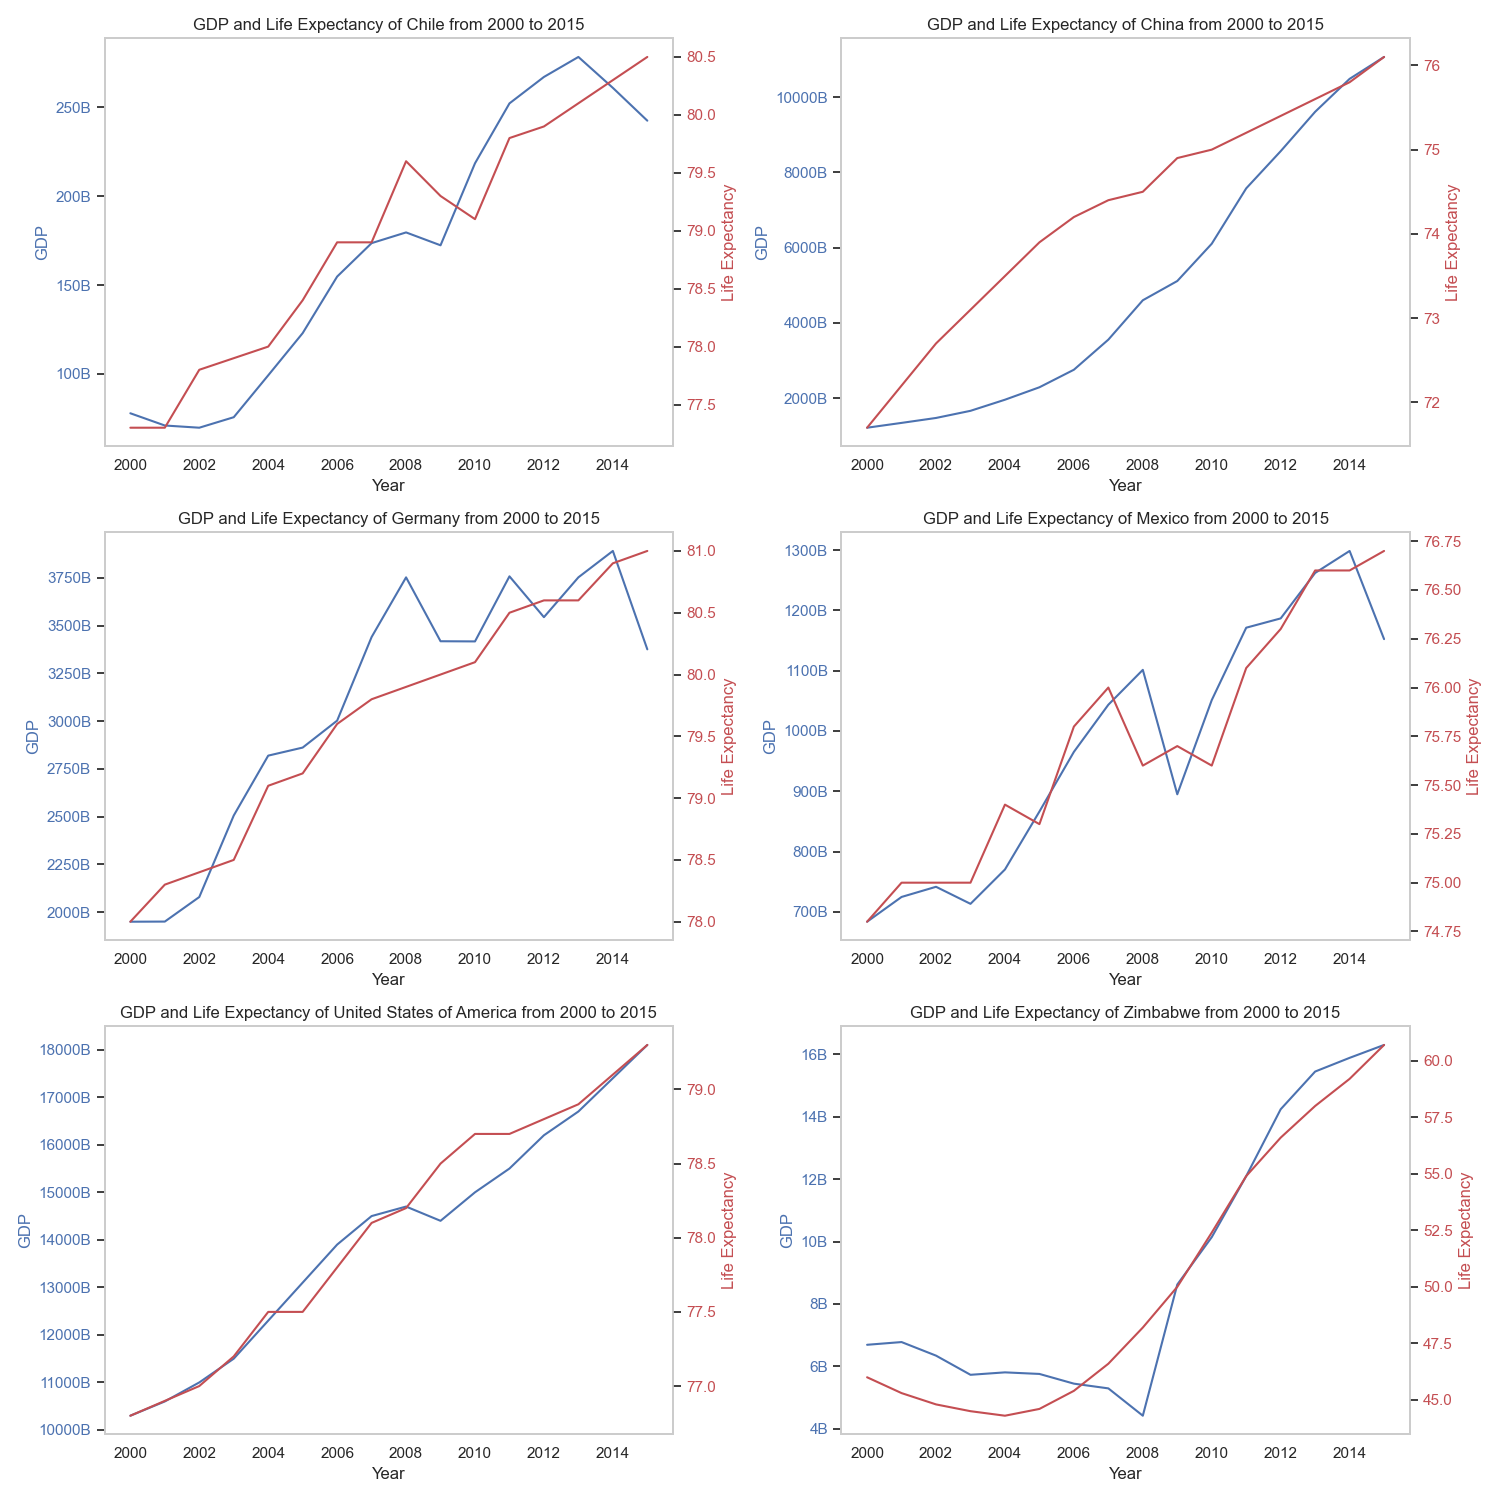 GDP and Life Expectancy of Chile from 2000 to 2015
250B
200B
150B
100B
GDP
80.5
80.0
79.5
79.0
78.5
78.0
77.5
Life Expectancy
2000 2002 2004 2006 2008 2010 2012 2014
Year
GDP and Life Expectancy of China from 2000 to 2015
10000B
8000B
6000B
4000B
2000B
GDP
76
75
74
73
72
Life Expectancy
2000 2002 2004 2006 2008 2010 2012 2014
Year
GDP and Life Expectancy of Germany from 2000 to 2015
3750B
3500B
3250B
3000B
2750B
2500B
2250B
2000B
GDP
81.0
80.5
80.0
79.5
79.0
78.5
78.0
Life Expectancy
2000 2002 2004 2006 2008 2010 2012 2014
Year
GDP and Life Expectancy of Mexico from 2000 to 2015
1300B
1200B
1100B
1000B
900B
800B
700B
GDP
76.75
76.50
76.25
76.00
75.75
75.50
75.25
75.00
74.75
Life Expectancy
2000 2002 2004 2006 2008 2010 2012 2014
Year
GDP and Life Expectancy of United States of America from 2000 to 2015
18000B
17000B
16000B
15000B
14000B
13000B
12000B
11000B
10000B
GDP
79.0
78.5
78.0
77.5
77.0
Life Expectancy
2000 2002 2004 2006 2008 2010 2012 2014
Year
GDP and Life Expectancy of Zimbabwe from 2000 to 2015
16B
14B
12B
10B
8B
6B
4B
GDP
60.0
57.5
55.0
52.5
50.0
47.5
45.0
Life Expectancy
2000 2002 2004 2006 2008 2010 2012 2014
Year